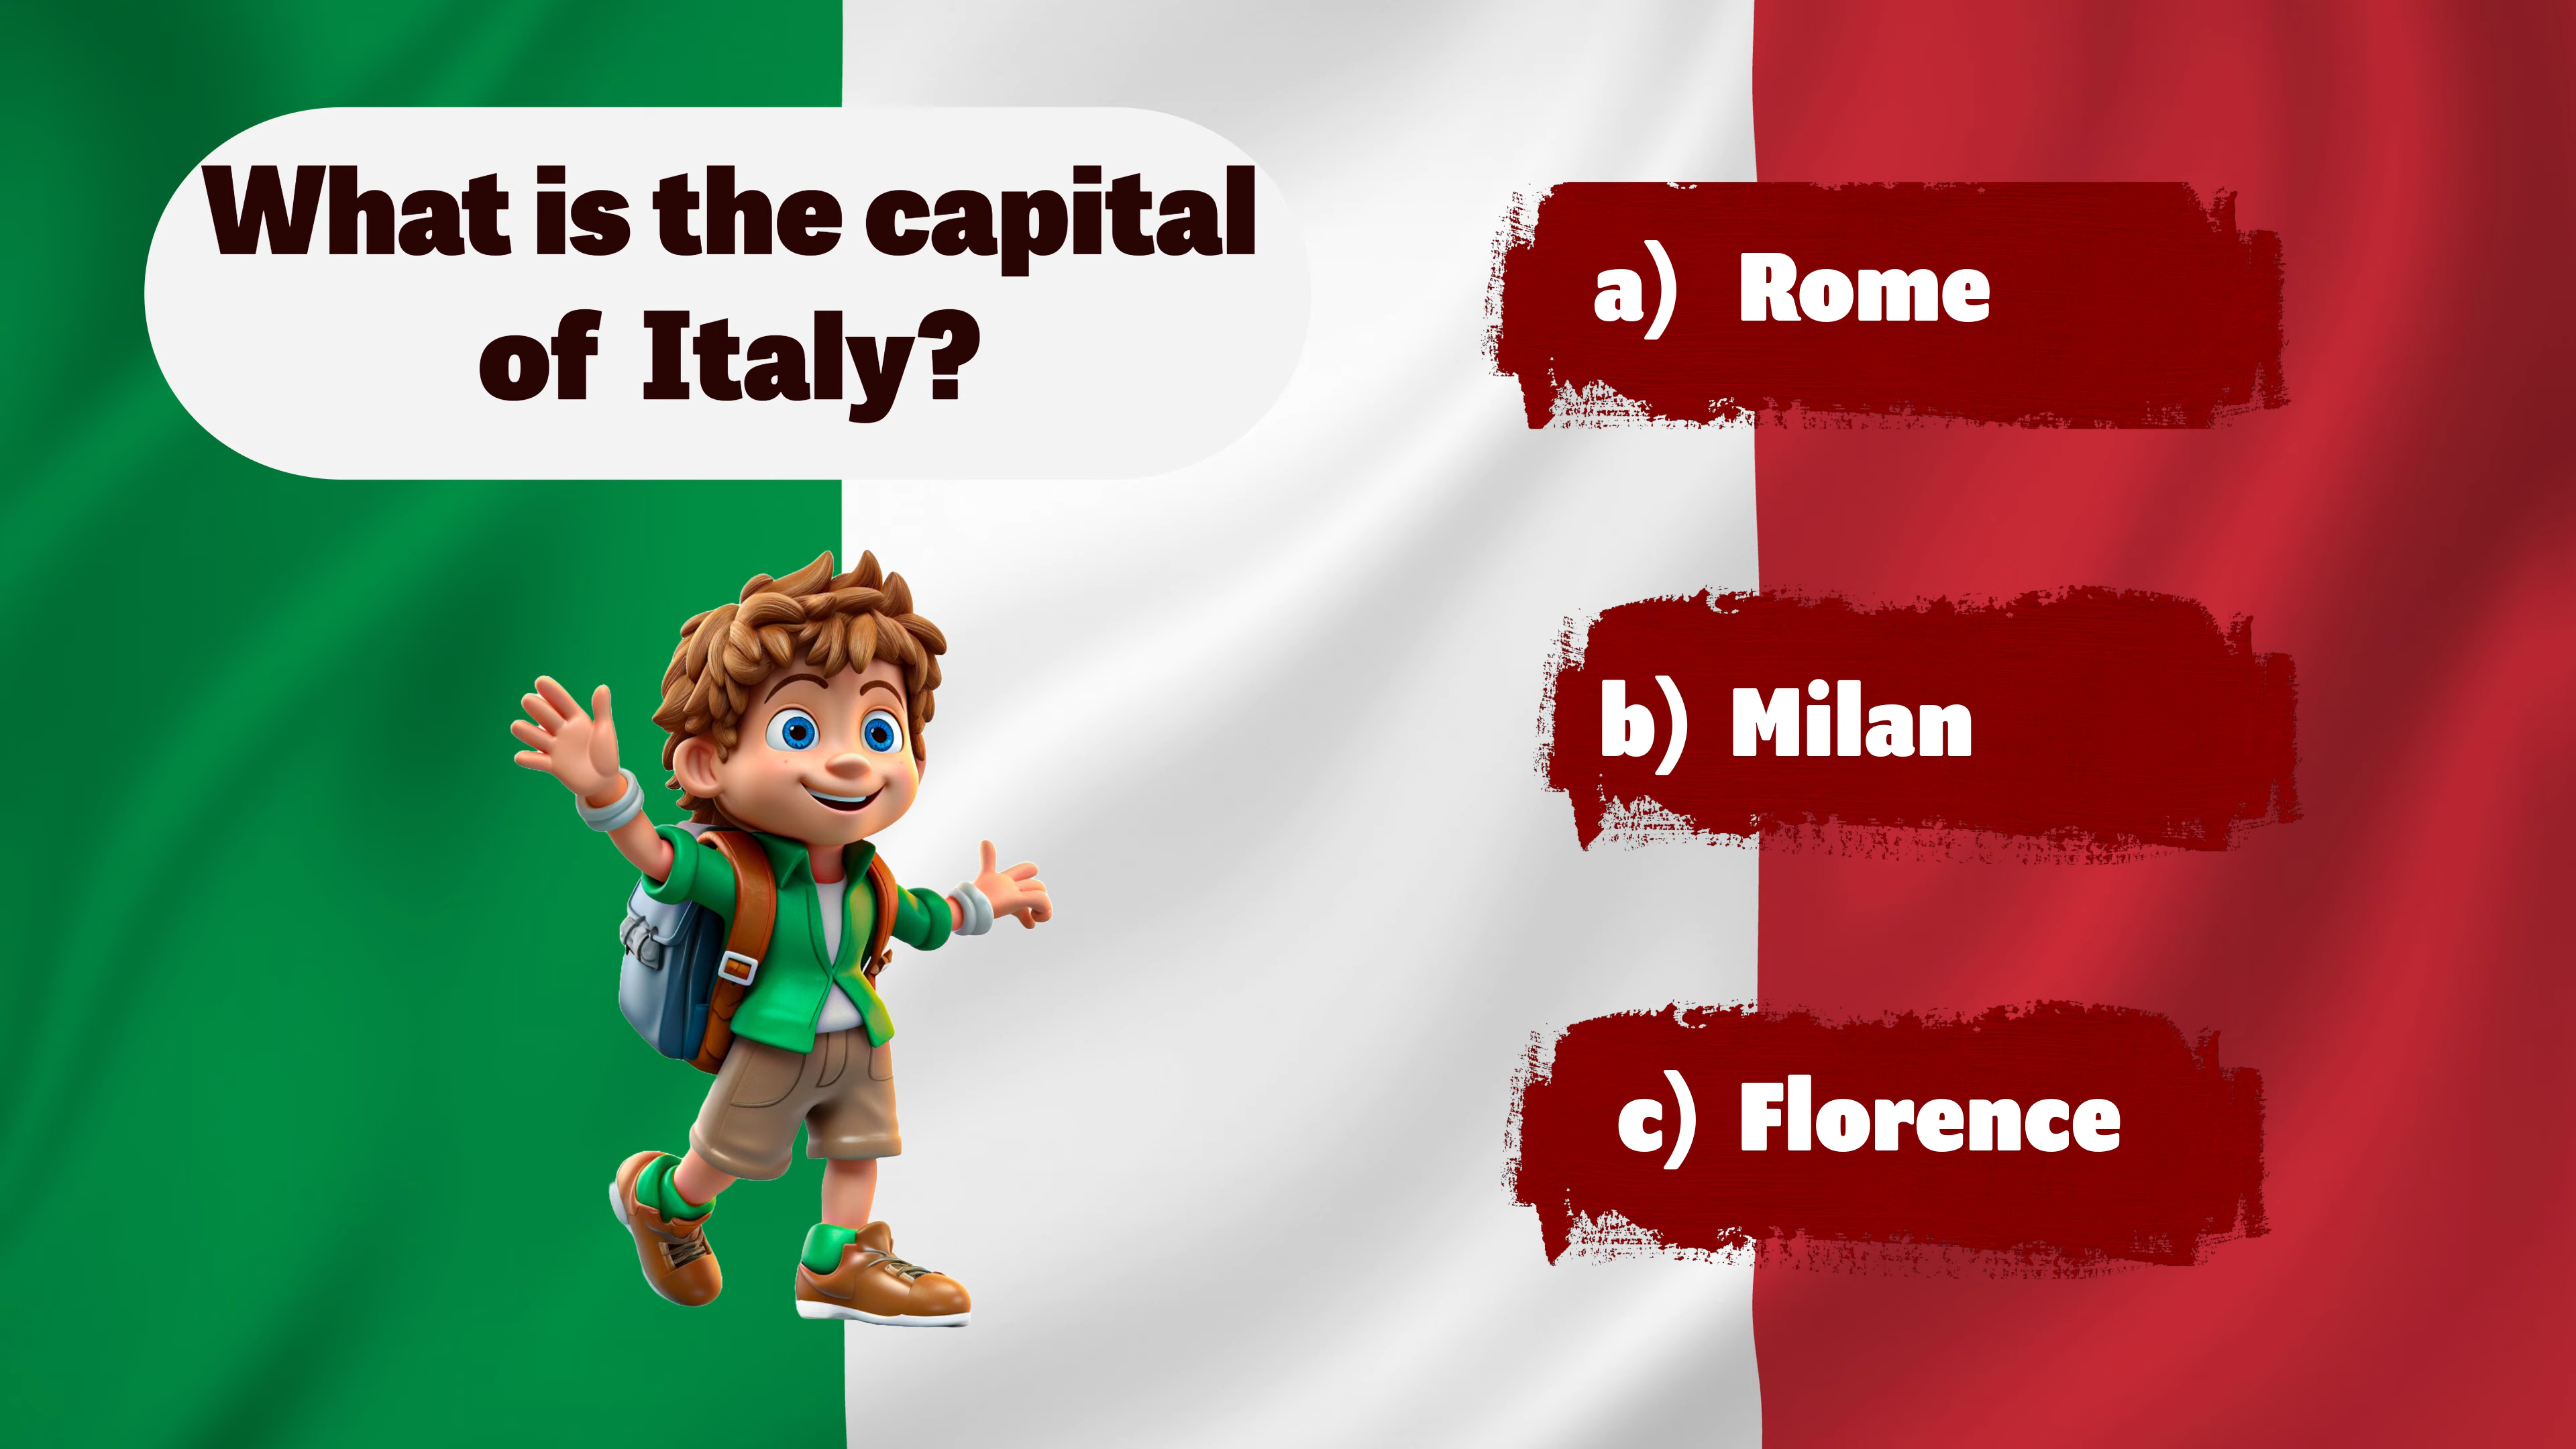 What is the capital
of Italy?
a) Rome
b) Milan
c) Florence